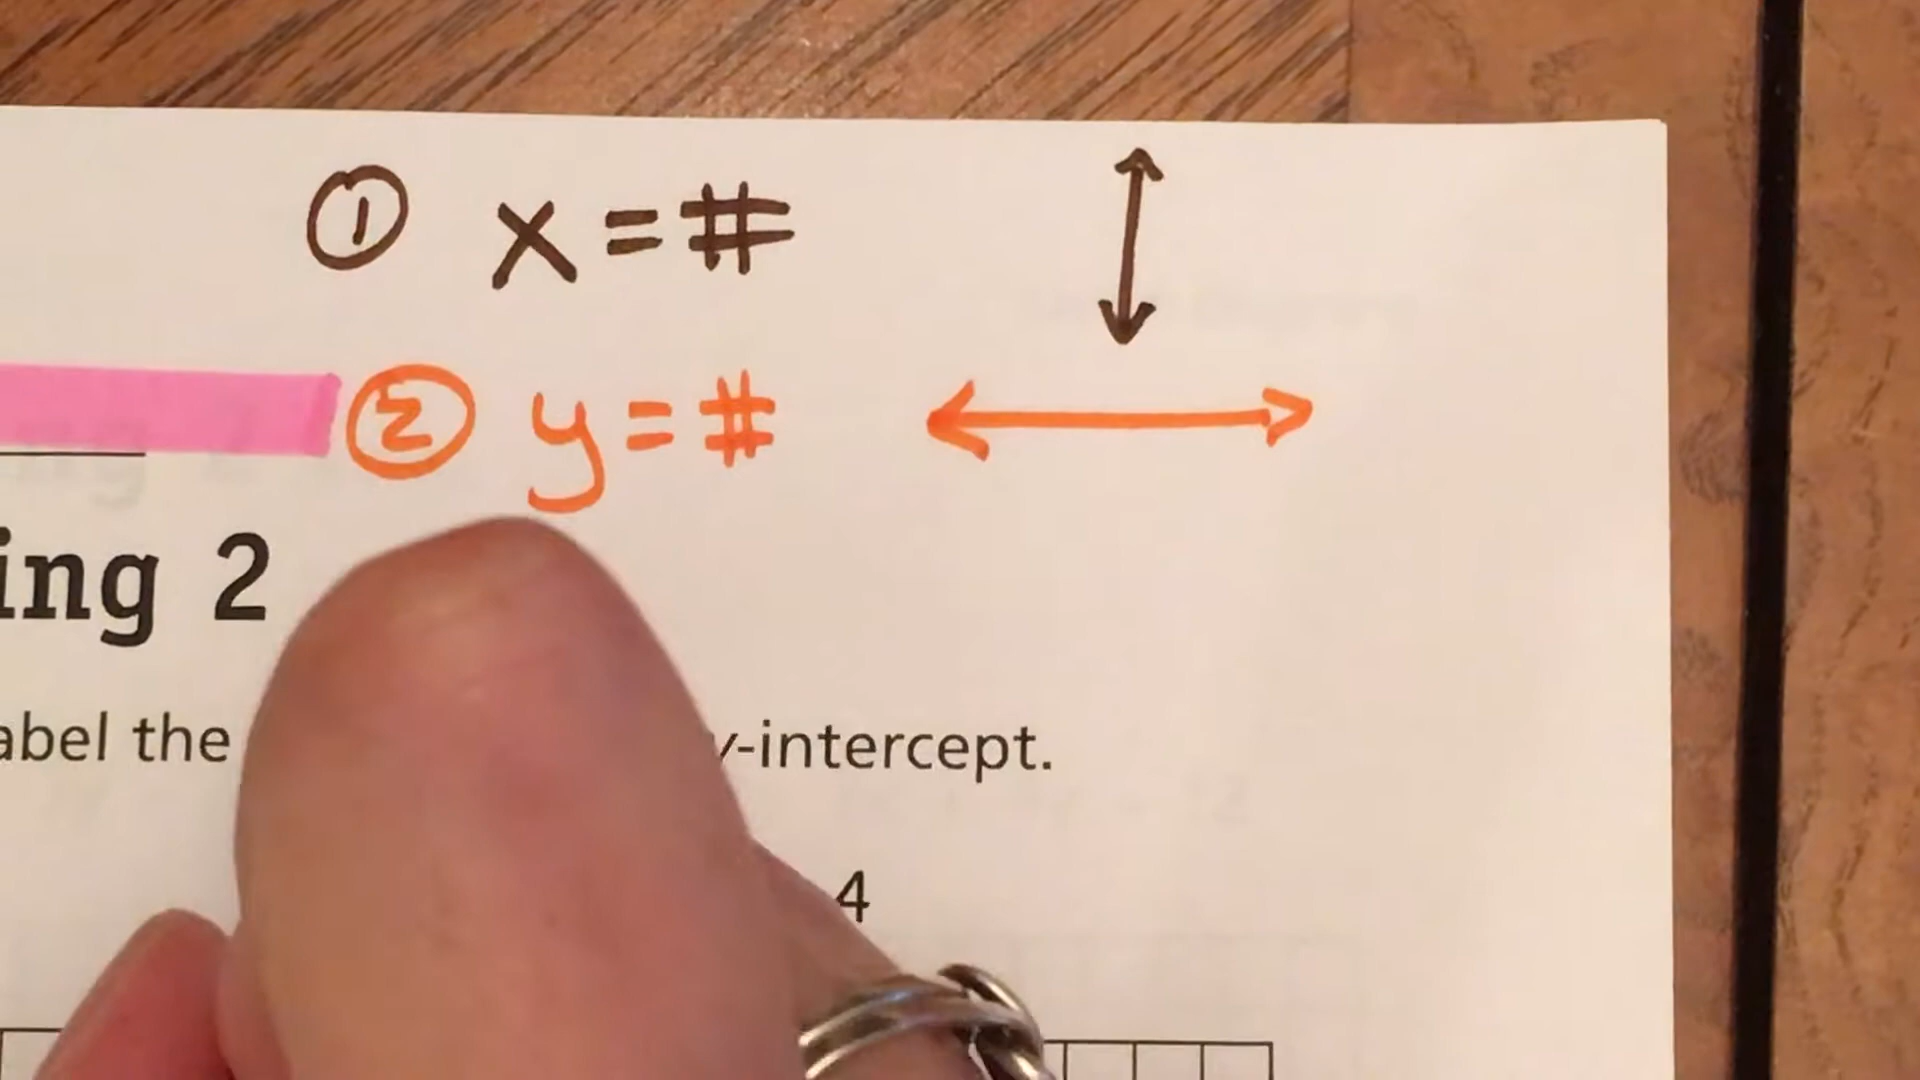 ① x = #
② y = #
ing 2
abel the y-intercept.
4